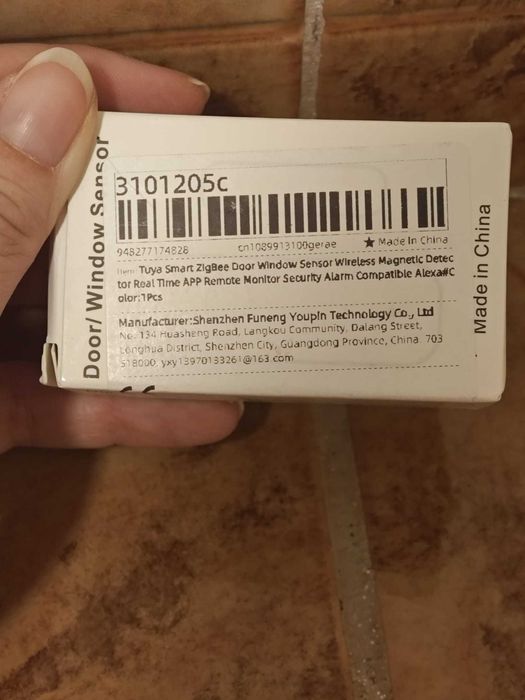 Door/ Window Sensor
3101205c
948277174828
cn1089913100gerae
★ Made In China
Item: Tuya Smart ZigBee Door Window Sensor Wireless Magnetic Detec
tor Real Time APP Remote Monitor Security Alarm Compatible Alexa#C
olor:1Pcs
Manufacturer:Shenzhen Funeng Youpin Technology Co., Ltd
No. 134 Huasheng Road, Langkou Community, Dalang Street,
Longhua District, Shenzhen City, Guangdong Province, China. 703
518000. yxy13970133261@163.com
Made in China